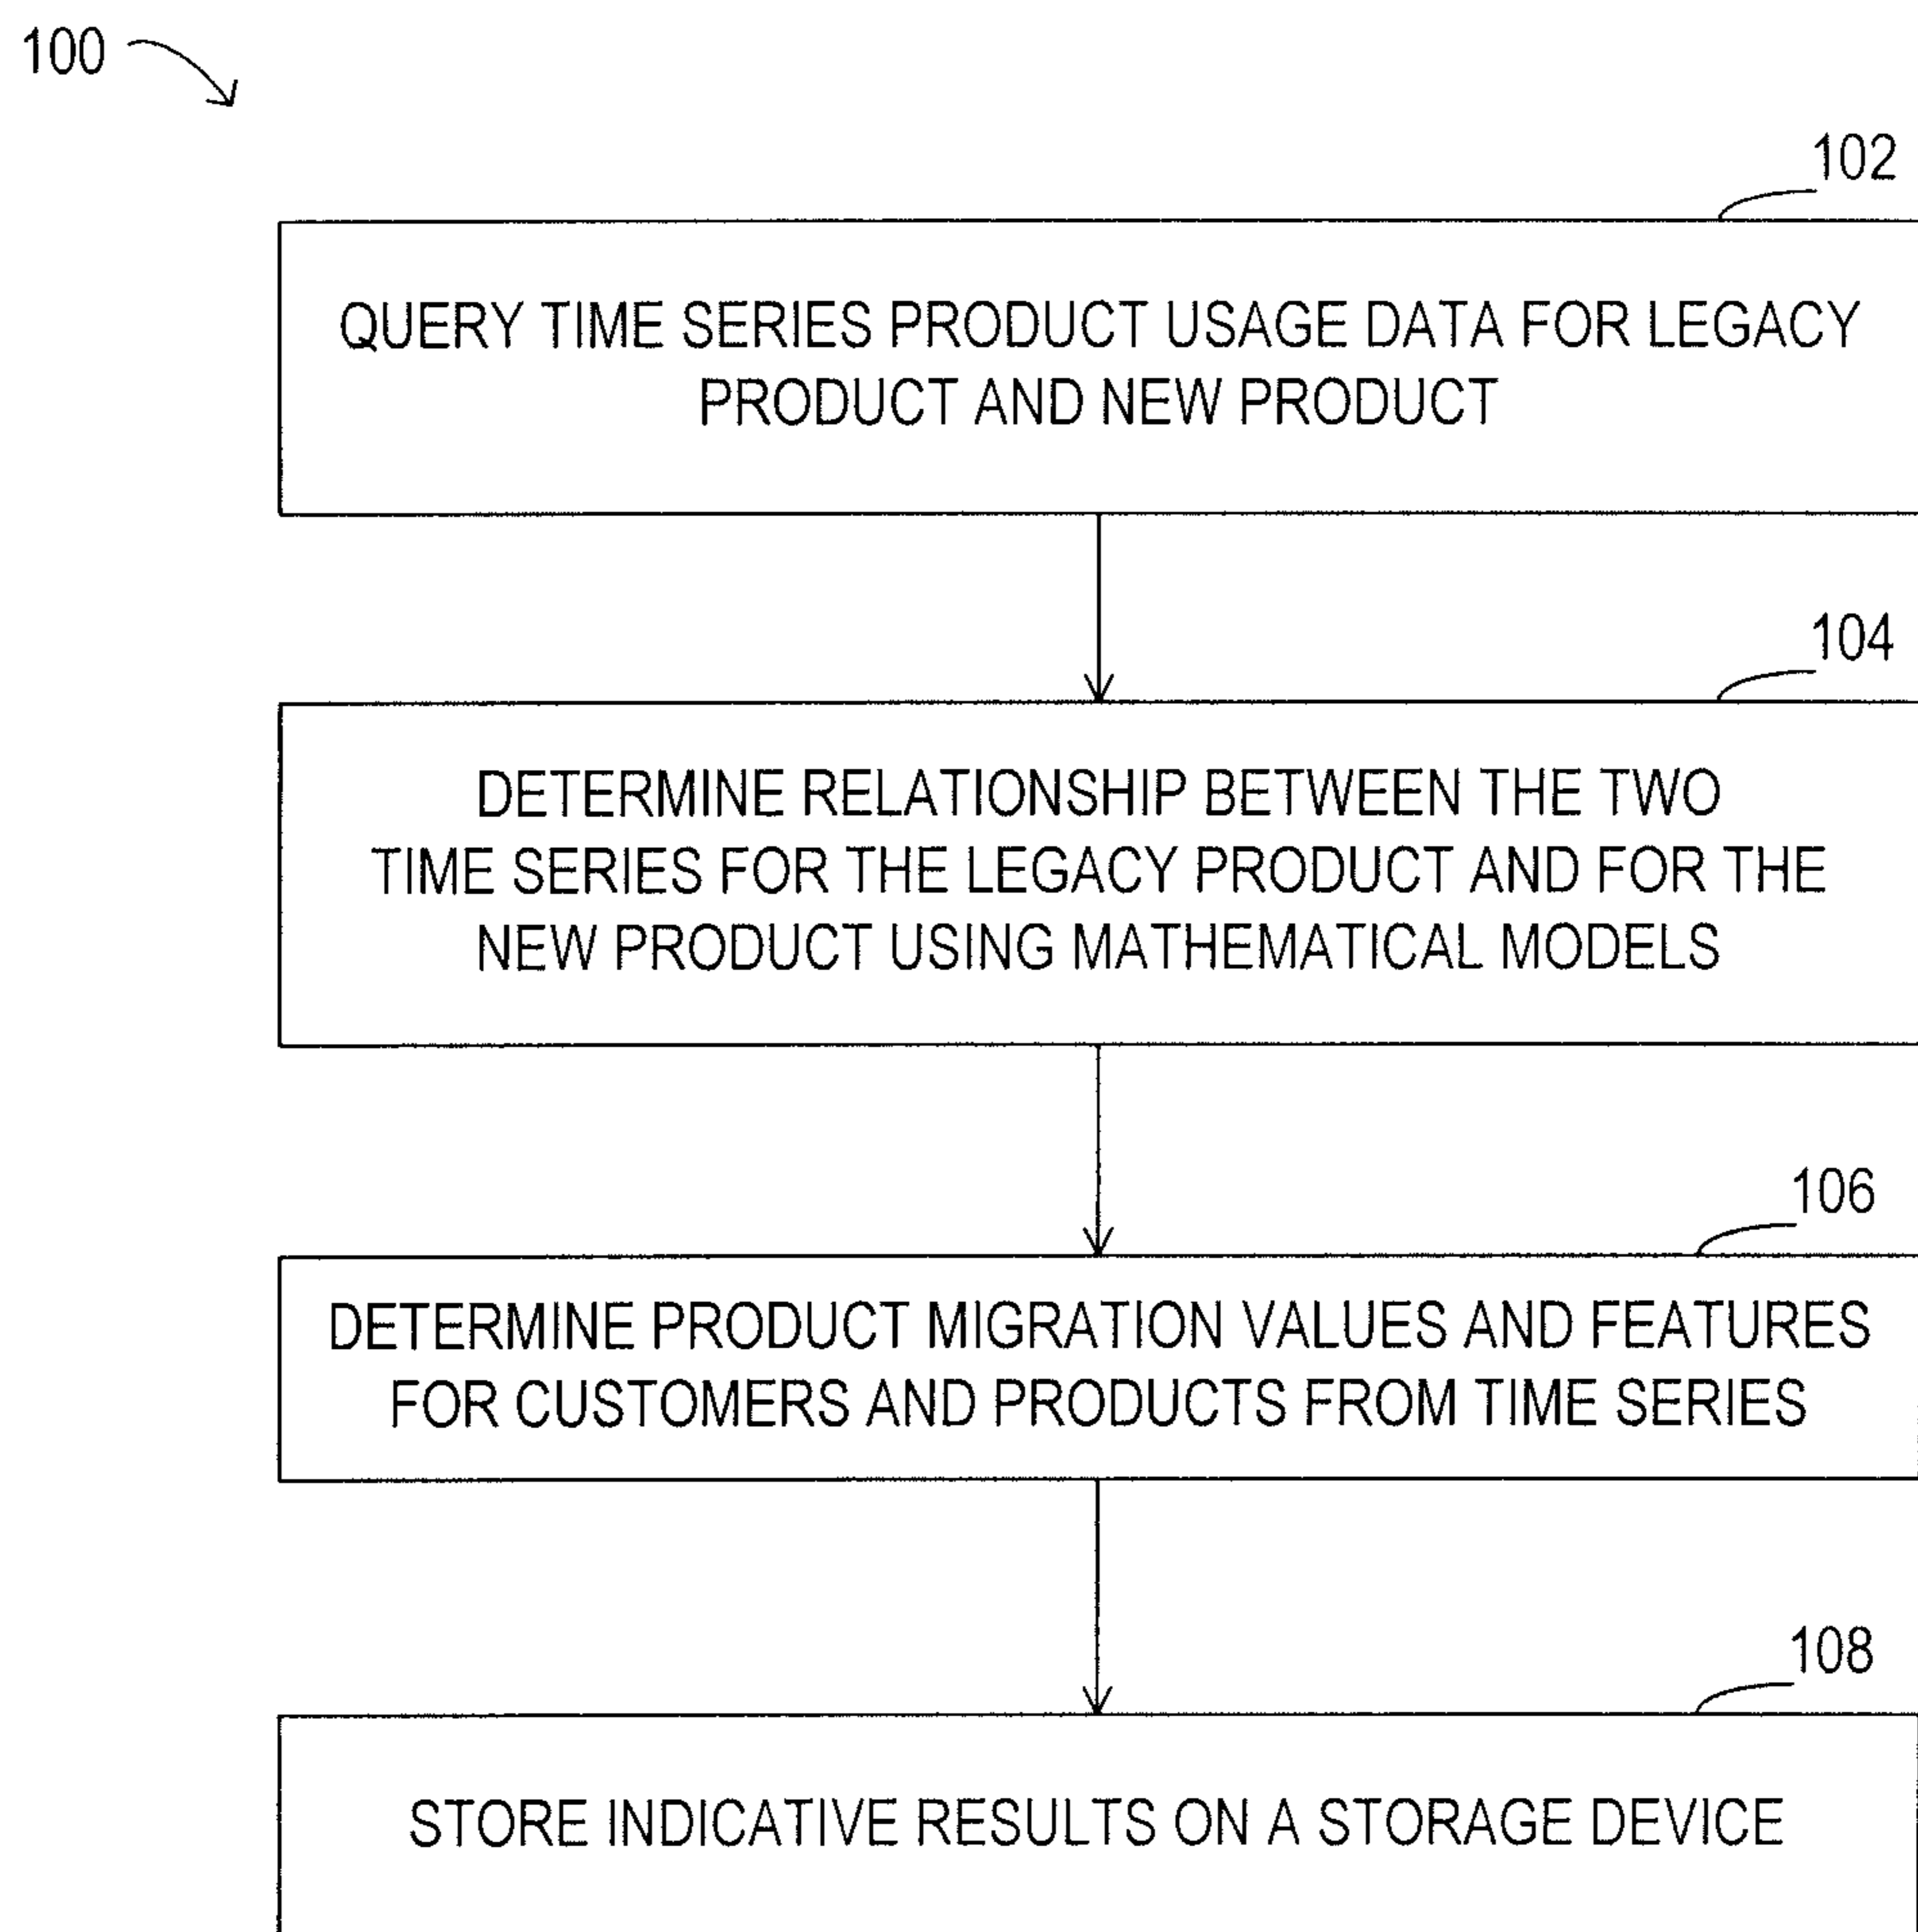 100
102
QUERY TIME SERIES PRODUCT USAGE DATA FOR LEGACY
PRODUCT AND NEW PRODUCT
104
DETERMINE RELATIONSHIP BETWEEN THE TWO
TIME SERIES FOR THE LEGACY PRODUCT AND FOR THE
NEW PRODUCT USING MATHEMATICAL MODELS
106
DETERMINE PRODUCT MIGRATION VALUES AND FEATURES
FOR CUSTOMERS AND PRODUCTS FROM TIME SERIES
108
STORE INDICATIVE RESULTS ON A STORAGE DEVICE